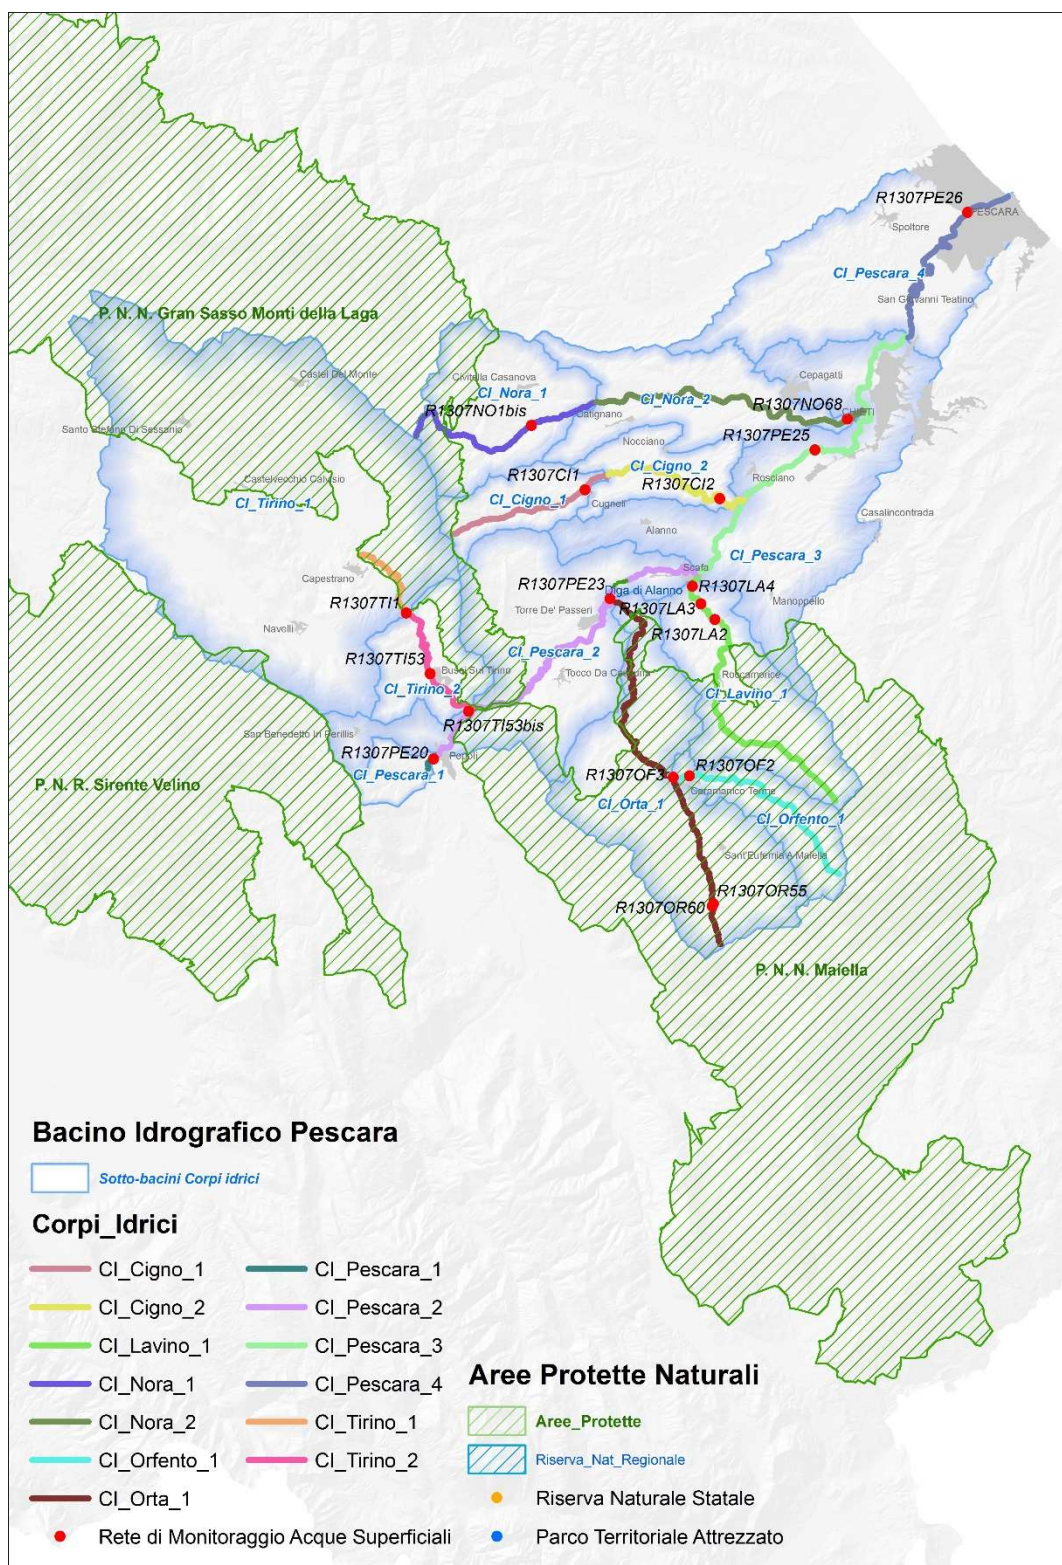 R1307PE26
PESCARA
Spoltore
CI_Pescara_4
San Giovanni Teatino
P. N. N. Gran Sasso Monti della Laga
Castel Del Monte
Civitella Casanova
CI_Nora_1
Cepagatti
CI_Nora_2
R1307NO68
R1307NO1bis
Catignano
CHIETI
Santo Stefano Di Sessanio
Nocciano
R1307PE25
CI_Cigno_2
R1307CI1
Rosciano
Castelvecchio Calvisio
R1307CI2
CI_Tirino_1
CI_Cigno_1
Cugnoli
Casalincontrada
Alanno
CI_Pescara_3
Scafa
Capestrano
R1307PE23
Diga di Alanno
R1307LA4
R1307TI1
Torre De' Passeri
R1307LA3
Manoppello
Navelli
R1307LA2
CI_Pescara_2
R1307TI53
Bussi Sul Tirino
Tocco Da Casauria
Roccamorice
CI_Tirino_2
CI_Lavino_1
R1307TI53bis
San Benedetto In Perillis
R1307PE20
Popoli
CI_Pescara_1
R1307OF2
R1307OF3
P. N. R. Sirente Velino
Caramanico Terme
CI_Orta_1
CI_Orfento_1
Sant'Eufemia A Maiella
R1307OR55
R1307OR60
P. N. N. Maiella
Bacino Idrografico Pescara
Sotto-bacini Corpi idrici
Corpi_Idrici
CI_Cigno_1
CI_Cigno_2
CI_Lavino_1
CI_Nora_1
CI_Nora_2
CI_Orfento_1
CI_Orta_1
Rete di Monitoraggio Acque Superficiali
CI_Pescara_1
CI_Pescara_2
CI_Pescara_3
CI_Pescara_4
CI_Tirino_1
CI_Tirino_2
Aree Protette Naturali
Aree_Protette
Riserva_Nat_Regionale
Riserva Naturale Statale
Parco Territoriale Attrezzato